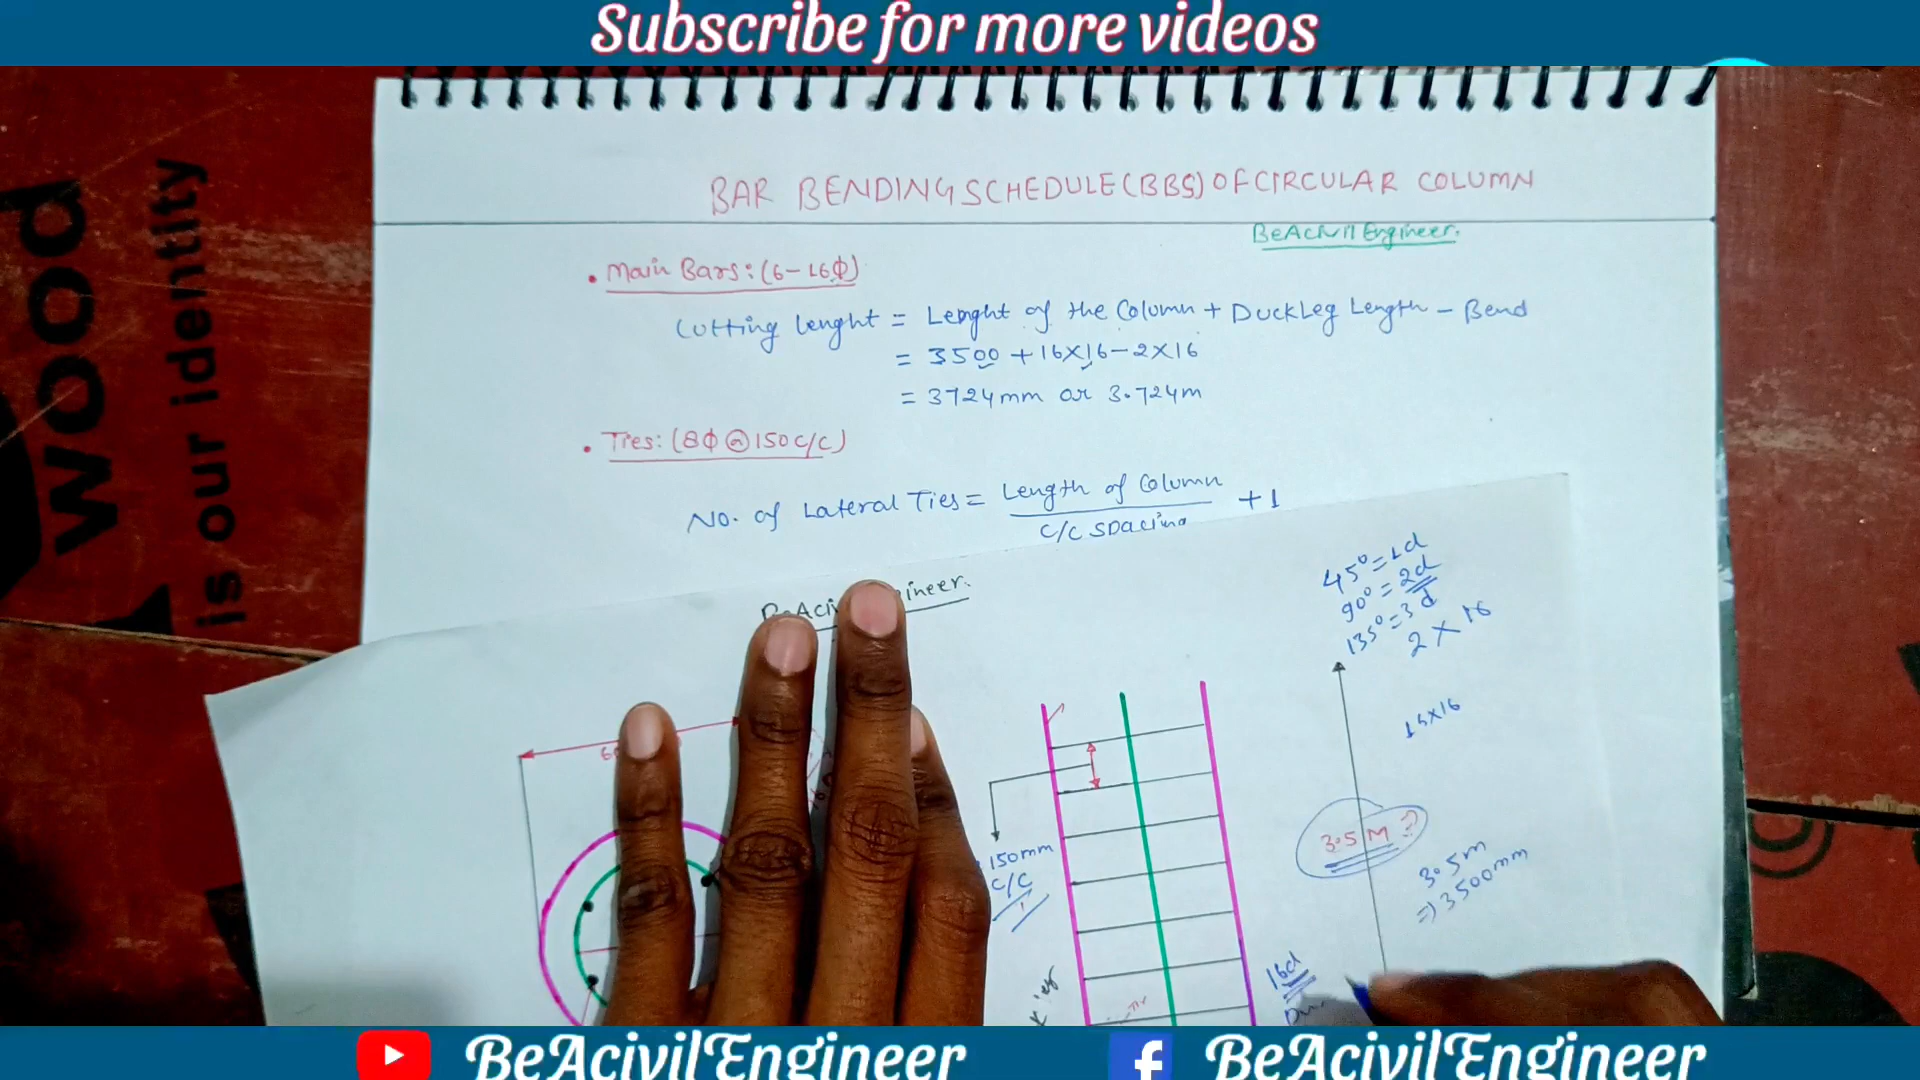 Subscribe for more videos
wood
is our identity
BAR BENDING SCHEDULE (BBS) OF CIRCULAR COLUMN
BeAcivil Engineer.
• Main Bars: (6-16ϕ)
Cutting lenght = Lenght of the Column + DuckLeg Length - Bend
= 3500 + 16X16 - 2X16
= 3724mm or 3.724m
• Ties: (8ϕ@150C/C)
No. of Lateral Ties = Length of Column
C/C Spacing
+1
45° = 1d
90° = 2d
135° = 3d
2 X 16
16X16
3.5M
3.5m
=) 3500mm
150mm
C/C
16d
BeAcivilEngineer
BeAcivilEngineer